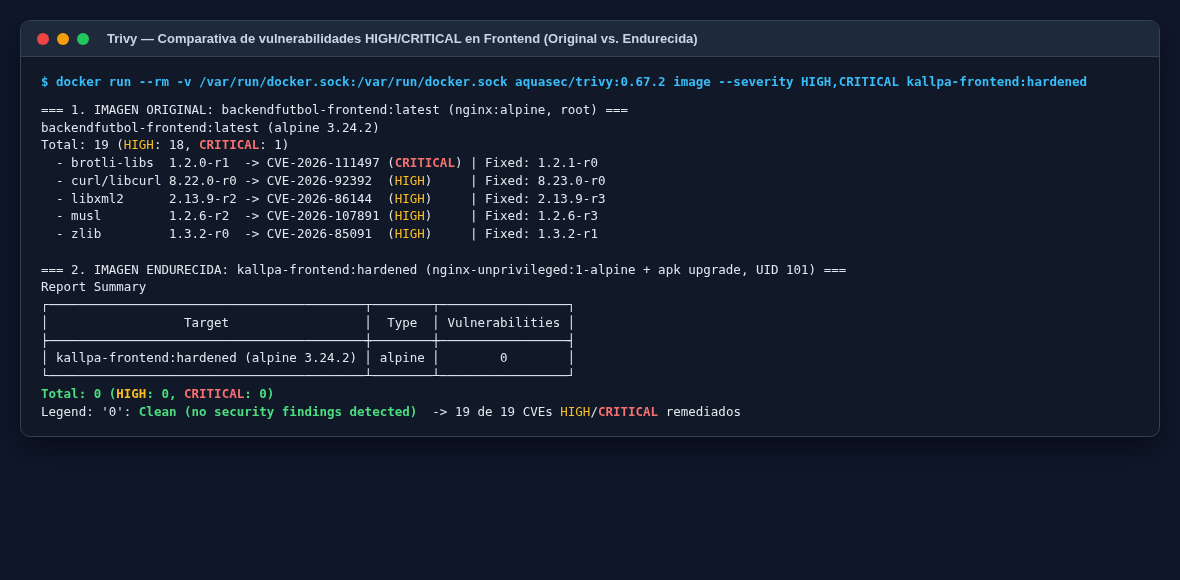 Trivy — Comparativa de vulnerabilidades HIGH/CRITICAL en Frontend (Original vs. Endurecida)
$ docker run --rm -v /var/run/docker.sock:/var/run/docker.sock aquasec/trivy:0.67.2 image --severity HIGH,CRITICAL kallpa-frontend:hardened
=== 1. IMAGEN ORIGINAL: backendfutbol-frontend:latest (nginx:alpine, root) ===
backendfutbol-frontend:latest (alpine 3.24.2)
Total: 19 (HIGH: 18, CRITICAL: 1)
- brotli-libs 1.2.0-r1 -> CVE-2026-111497 (CRITICAL) | Fixed: 1.2.1-r0
- curl/libcurl 8.22.0-r0 -> CVE-2026-92392 (HIGH) | Fixed: 8.23.0-r0
- libxml2 2.13.9-r2 -> CVE-2026-86144 (HIGH) | Fixed: 2.13.9-r3
- musl 1.2.6-r2 -> CVE-2026-107891 (HIGH) | Fixed: 1.2.6-r3
- zlib 1.3.2-r0 -> CVE-2026-85091 (HIGH) | Fixed: 1.3.2-r1
=== 2. IMAGEN ENDURECIDA: kallpa-frontend:hardened (nginx-unprivileged:1-alpine + apk upgrade, UID 101) ===
Report Summary
Target | Type | Vulnerabilities
kallpa-frontend:hardened (alpine 3.24.2) | alpine | 0
Total: 0 (HIGH: 0, CRITICAL: 0)
Legend: '0': Clean (no security findings detected) -> 19 de 19 CVEs HIGH/CRITICAL remediados